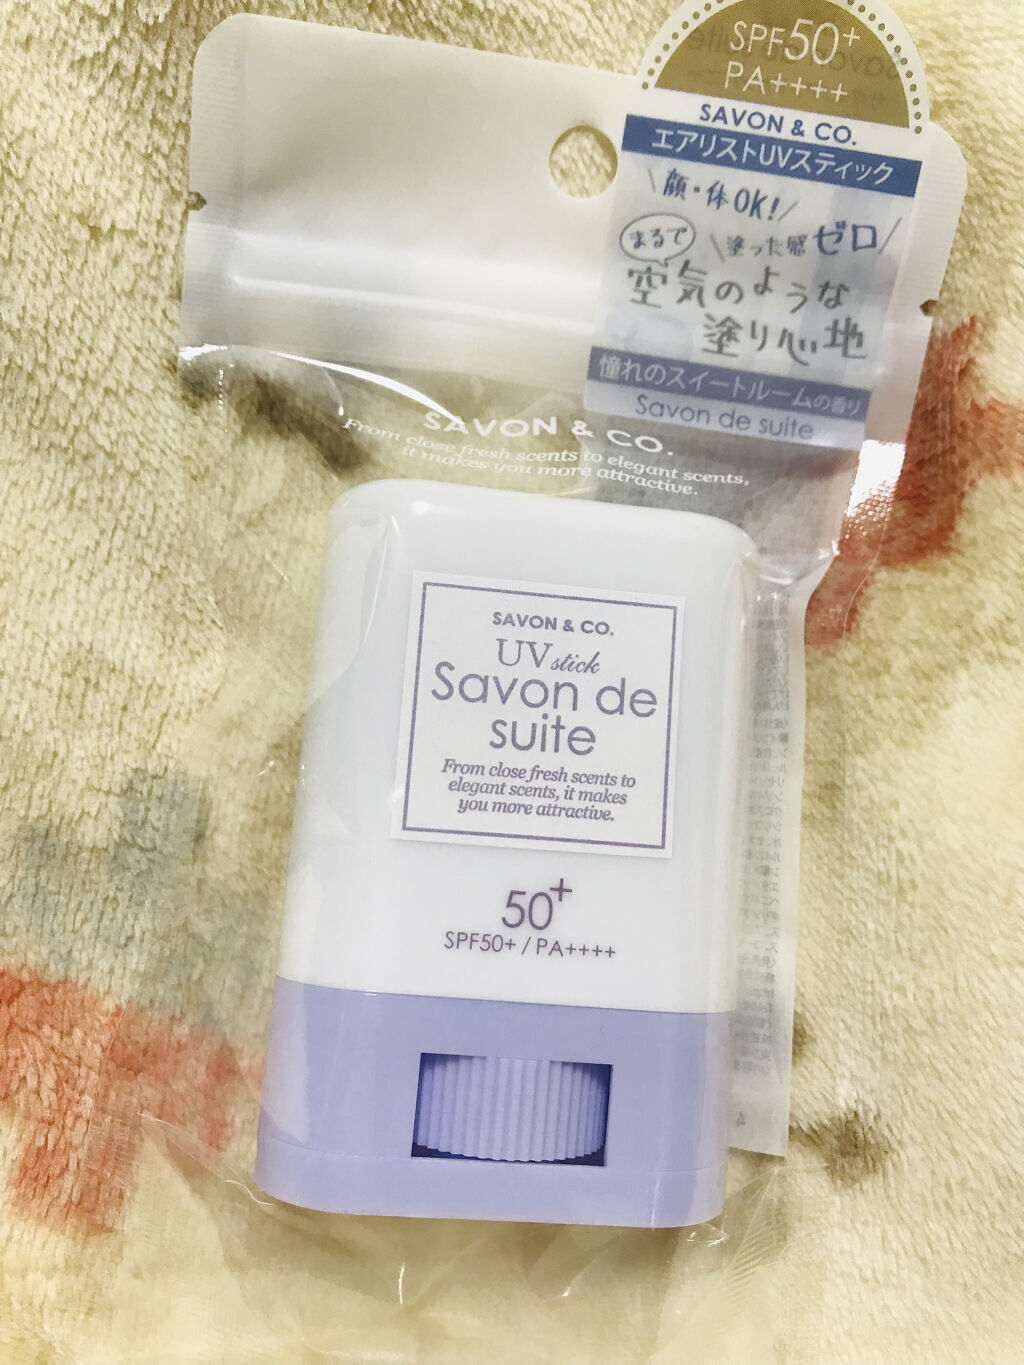 SPF50+
PA++++
SAVON & CO.
エアリストUVスティック
\顔・体OK!/
まるで
\塗った感ゼロ/
空気のような
塗り心地
憧れのスイートルームの香り
Savon de suite
SAVON & CO.
From close fresh scents to elegant scents,
it makes you more attractive.
SAVON & CO.
UV stick
Savon de
suite
From close fresh scents to
elegant scents, it makes
you more attractive.
50+
SPF50+ / PA++++